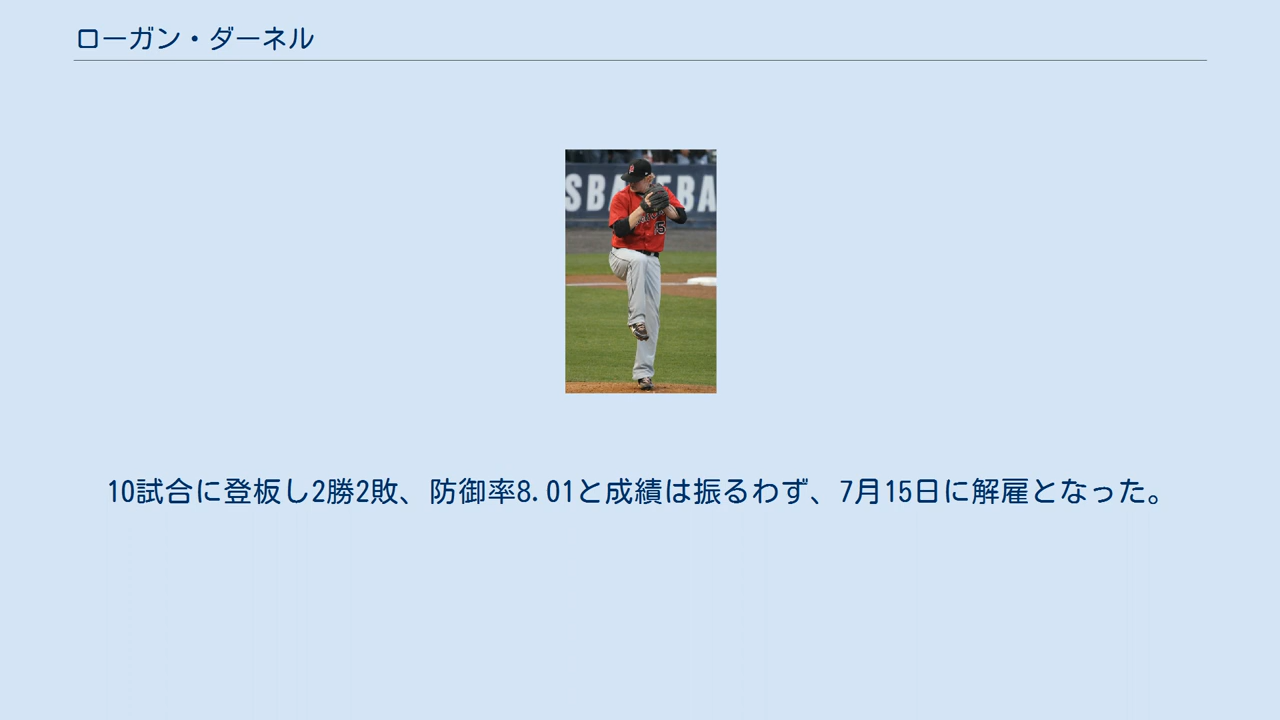 ローガン・ダーネル
SBA EBA
10試合に登板し2勝2敗、防御率8.01と成績は振るわず、7月15日に解雇となった。